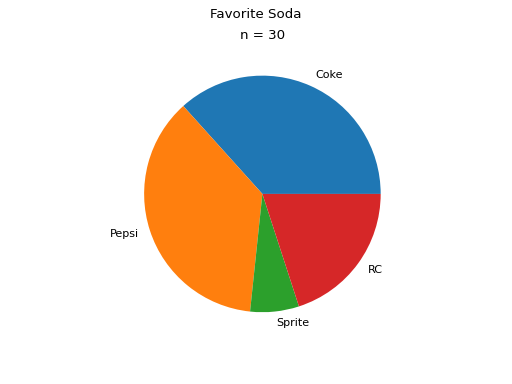 Favorite Soda
n = 30
Coke
Pepsi
RC
Sprite